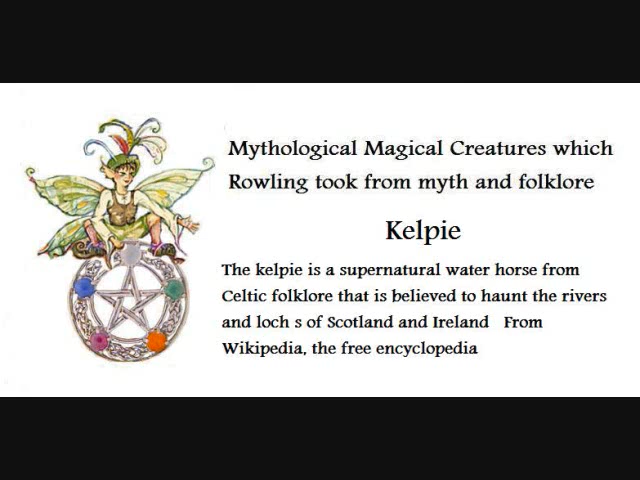 Mythological Magical Creatures which
Rowling took from myth and folklore
Kelpie
The kelpie is a supernatural water horse from
Celtic folklore that is believed to haunt the rivers
and loch s of Scotland and Ireland   From
Wikipedia, the free encyclopedia